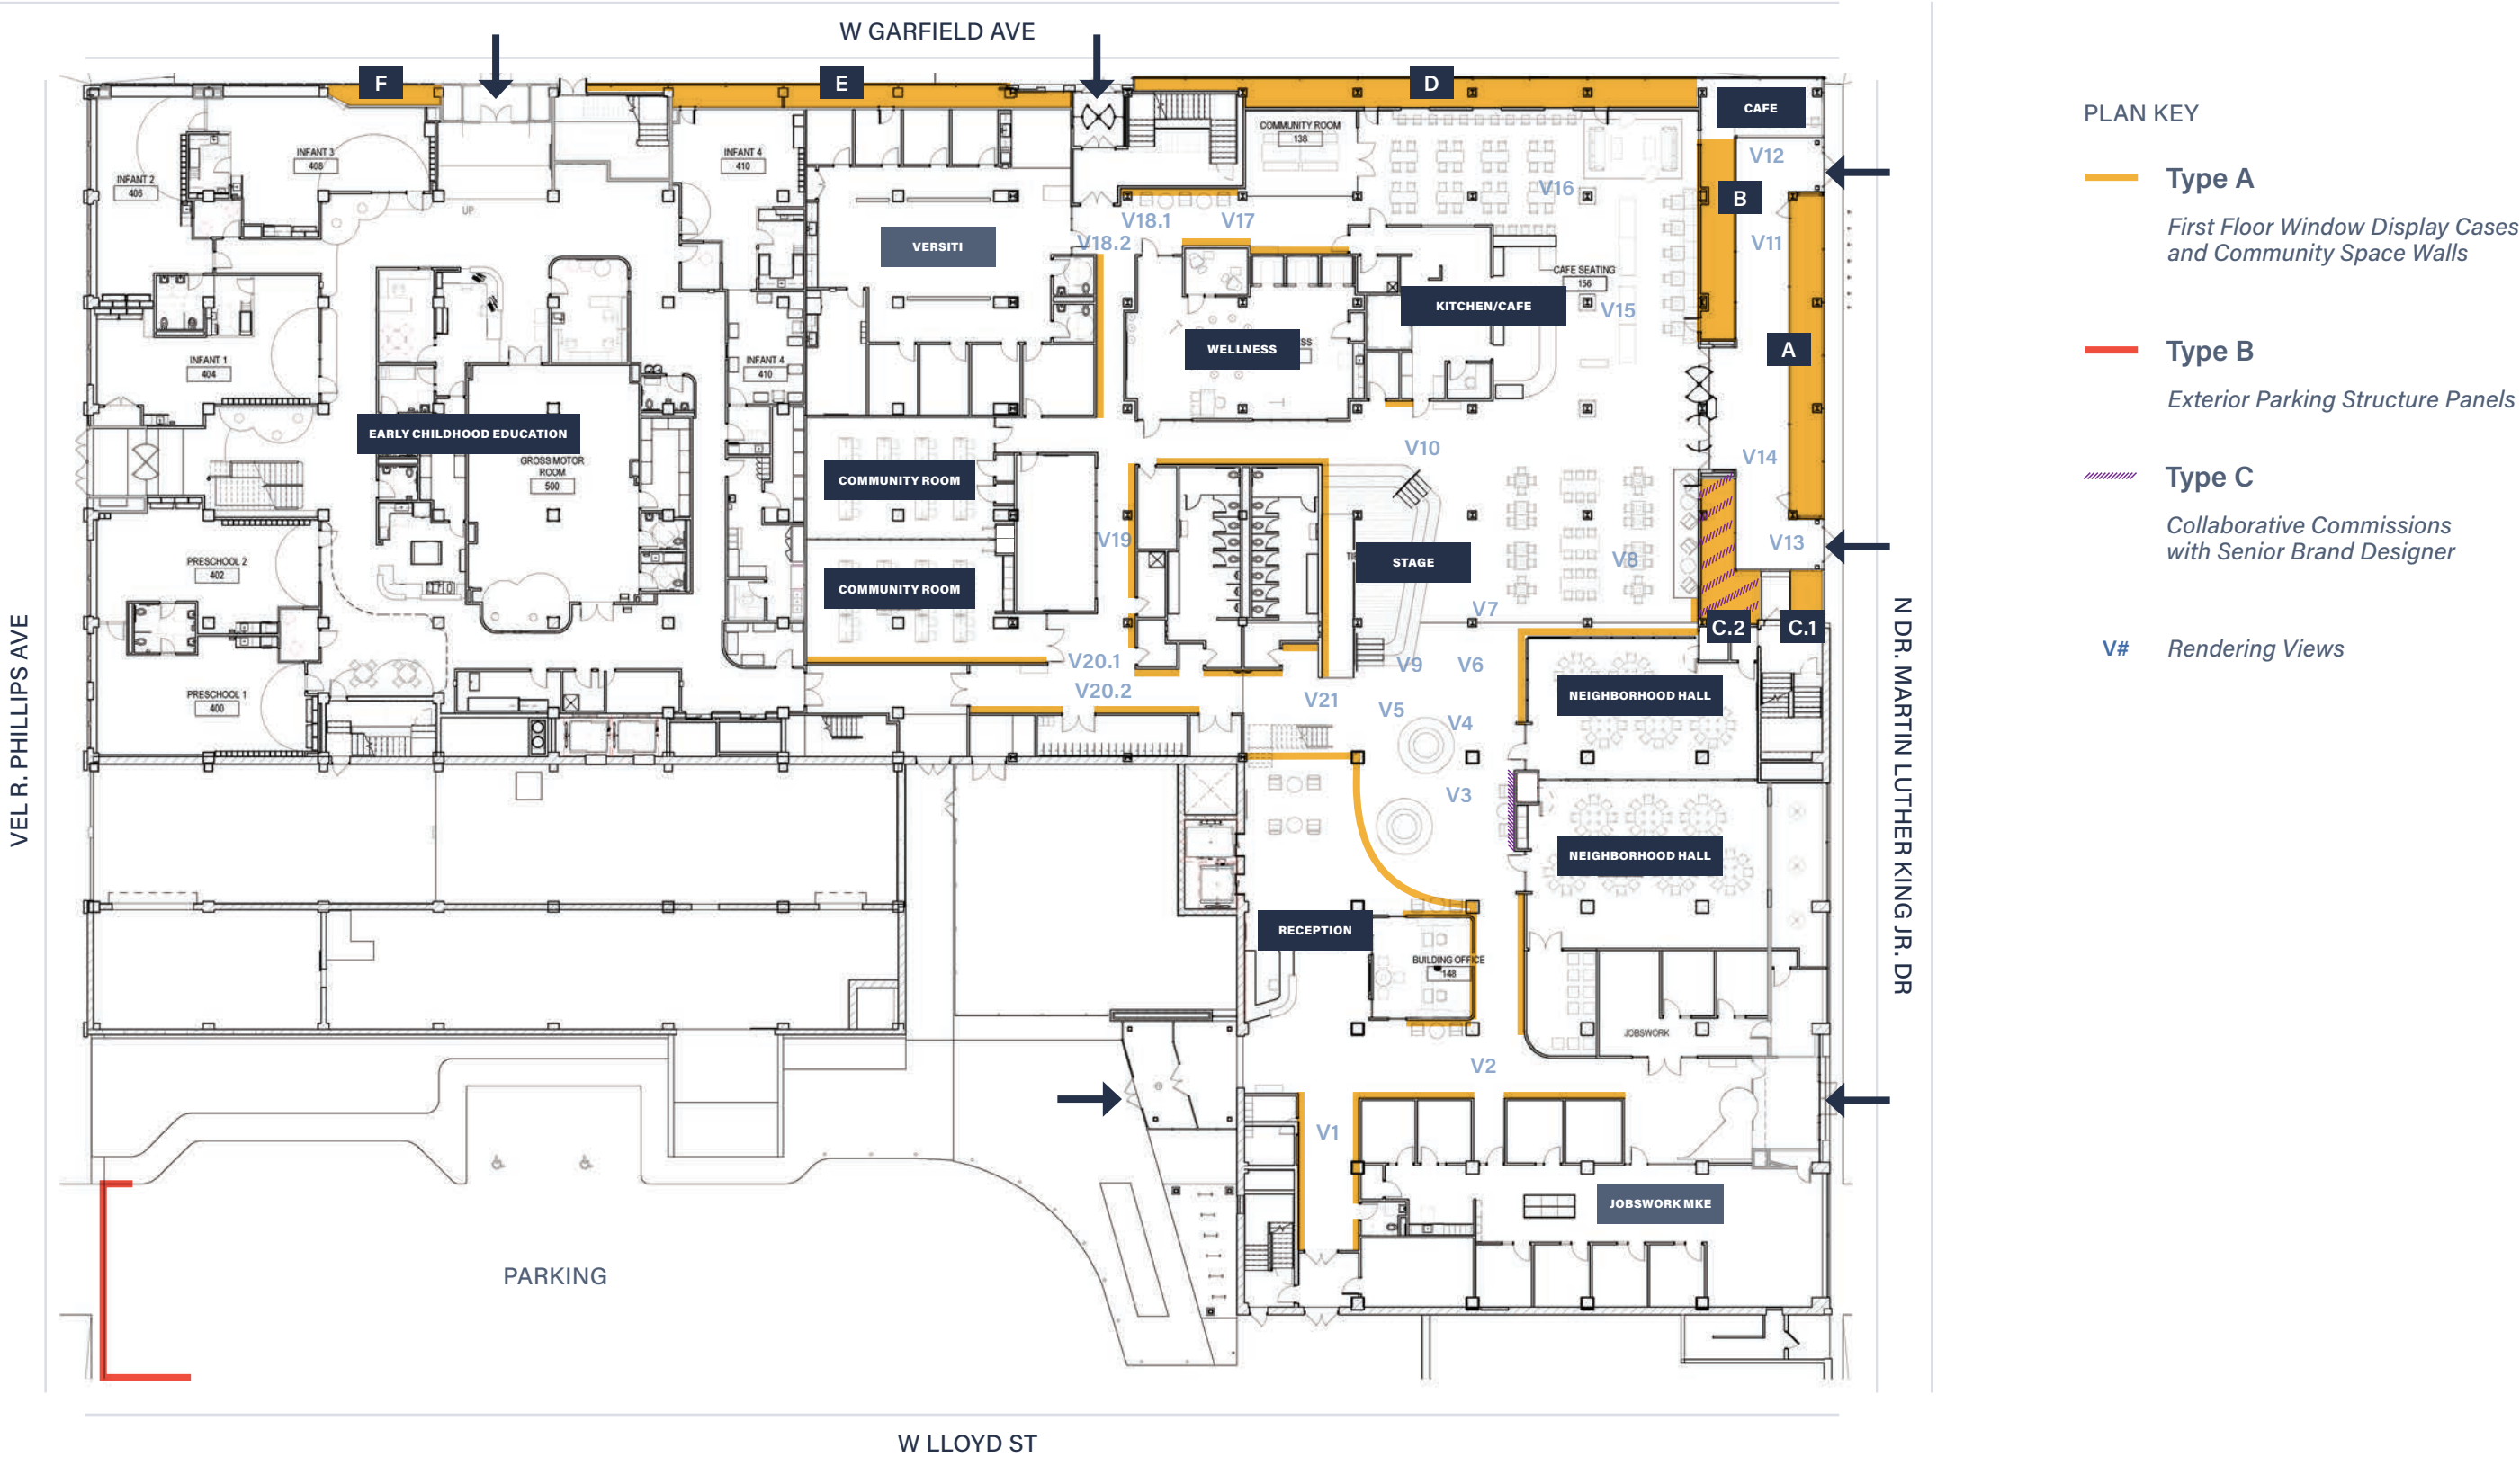 W GARFIELD AVE
F
E
D
CAFE
COMMUNITY ROOM
138
INFANT 3
408
INFANT 4
410
INFANT 2
406
V12
B
V16
UP
V18.1
V17
V18.2
VERSITI
V11
CAFE SEATING
156
KITCHEN/CAFE
V15
WELLNESS
SS
A
INFANT 1
404
INFANT 4
410
EARLY CHILDHOOD EDUCATION
V10
V14
GROSS MOTOR
ROOM
500
COMMUNITY ROOM
V19
V13
STAGE
V8
PRESCHOOL 2
402
COMMUNITY ROOM
V7
C.2
C.1
V20.1
V9
V6
V20.2
PRESCHOOL 1
400
NEIGHBORHOOD HALL
V21
V5
V4
V3
NEIGHBORHOOD HALL
RECEPTION
BUILDING OFFICE
148
JOBSWORK
V2
V1
JOBSWORK MKE
PARKING
VEL R. PHILLIPS AVE
N DR. MARTIN LUTHER KING JR. DR
W LLOYD ST
PLAN KEY
Type A
First Floor Window Display Cases
and Community Space Walls
Type B
Exterior Parking Structure Panels
Type C
Collaborative Commissions
with Senior Brand Designer
V#
Rendering Views